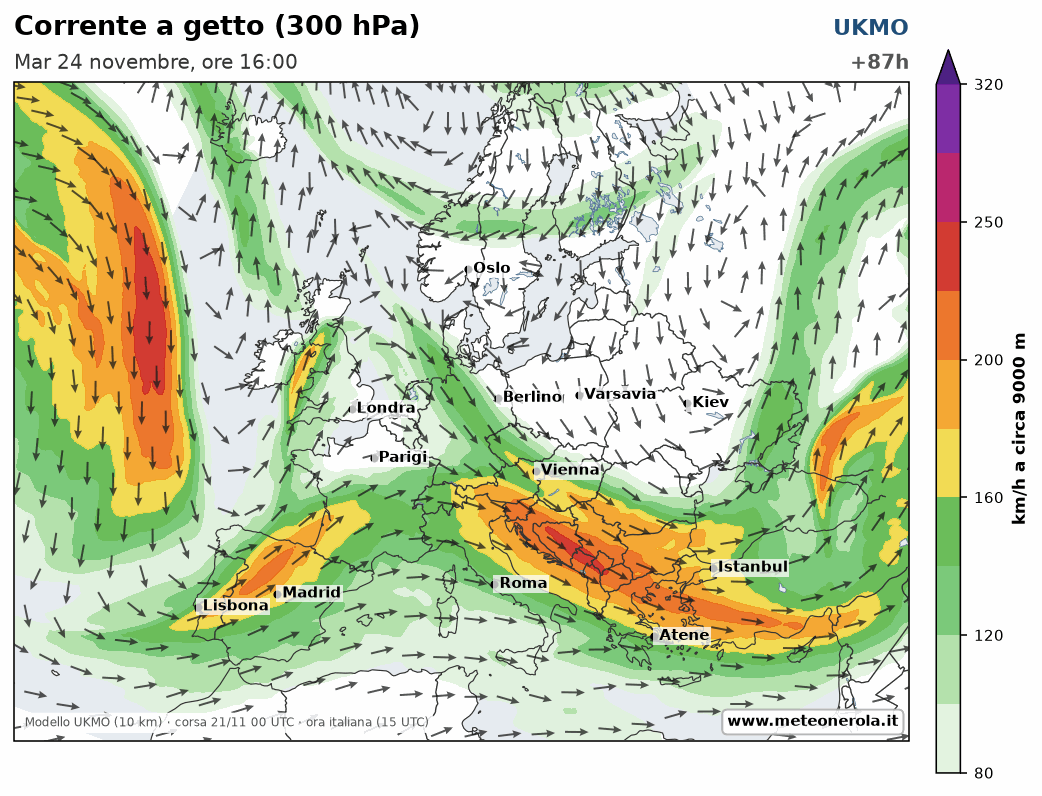 Corrente a getto (300 hPa)
UKMO
Mar 24 novembre, ore 16:00
+87h
320
250
200
160
120
80
km/h a circa 9000 m
Oslo
Londra
Berlino
Varsavia
Kiev
Parigi
Vienna
Istanbul
Roma
Madrid
Lisbona
Atene
Modello UKMO (10 km) · corsa 21/11 00 UTC · ora italiana (15 UTC)
www.meteonerola.it